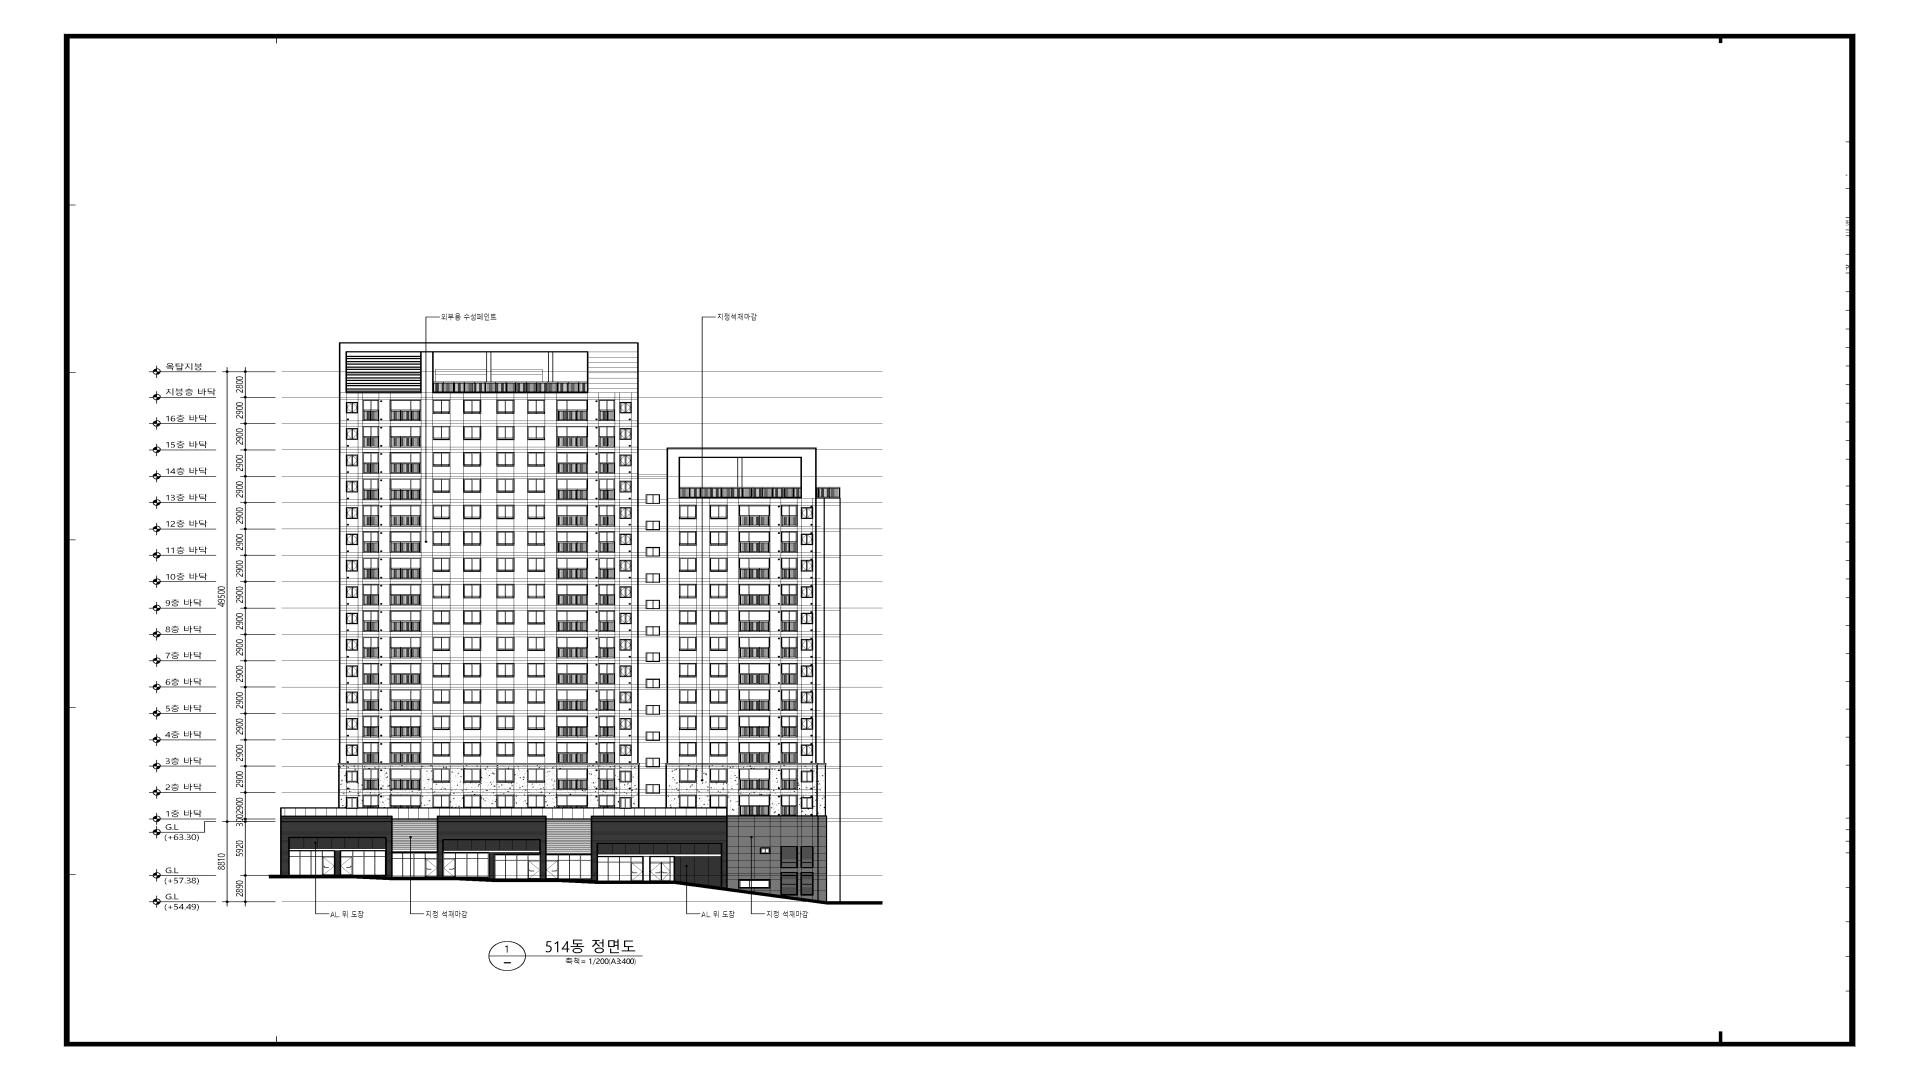 외부용 수성페인트
지정석재마감
옥탑지붕
2800
지붕층 바닥
2900
16층 바닥
2900
15층 바닥
2900
14층 바닥
2900
13층 바닥
2900
12층 바닥
2900
11층 바닥
2900
10층 바닥
2900
49500
9층 바닥
2900
8층 바닥
2900
7층 바닥
2900
6층 바닥
2900
5층 바닥
2900
4층 바닥
2900
3층 바닥
2900
2층 바닥
2900
1층 바닥
G.L
(+63.30)
5920
8810
G.L
(+57.38)
2890
G.L
(+54.49)
AL 위 도장
지정 석재마감
AL 위 도장
지정 석재마감
1
514동 정면도
축척= 1/200(A3:400)